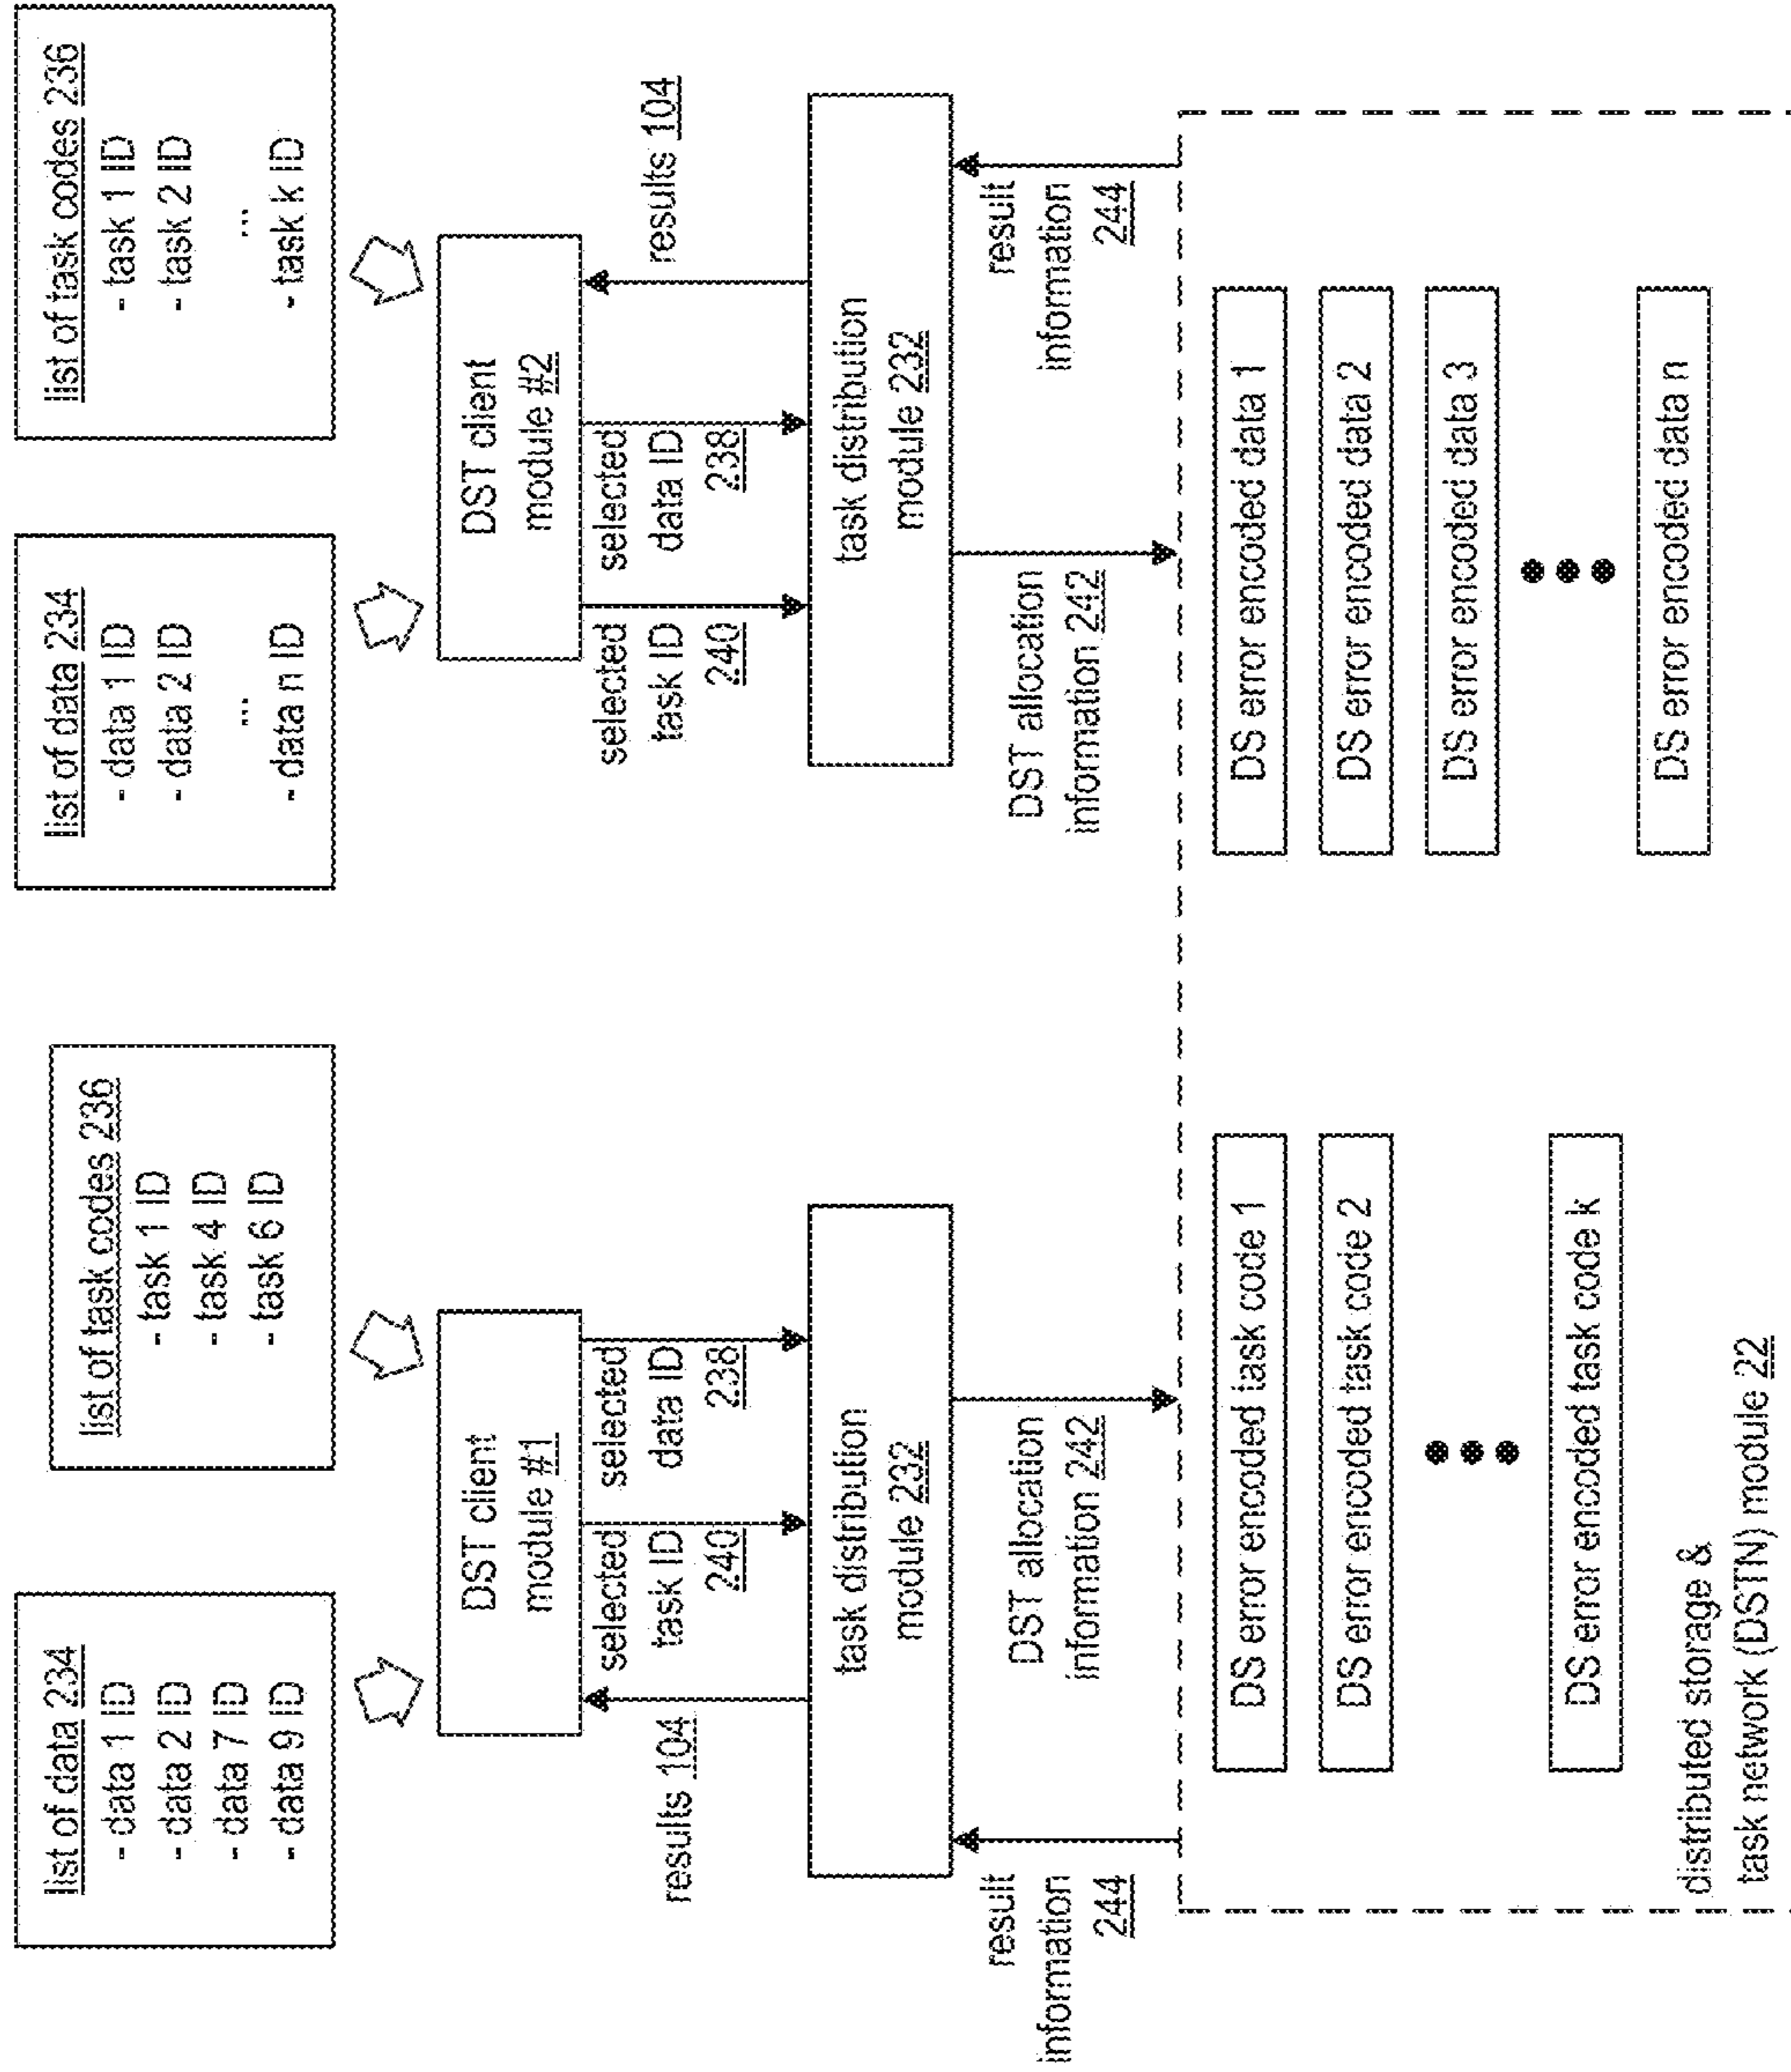 list of data 234
- data 1 ID
- data 2 ID
- data 7 ID
- data 9 ID
list of task codes 236
- task 1 ID
- task 4 ID
- task 6 ID
list of data 234
- data 1 ID
- data 2 ID
...
- data n ID
list of task codes 236
- task 1 ID
- task 2 ID
...
- task k ID
DST client
module #1
DST client
module #2
results 104
selected
task ID
240
selected
data ID
238
selected
task ID
240
selected
data ID
238
results 104
task distribution
module 232
task distribution
module 232
result
information
244
DST allocation
information 242
DST allocation
information 242
result
information
244
DS error encoded task code 1
DS error encoded task code 2
DS error encoded task code k
DS error encoded data 1
DS error encoded data 2
DS error encoded data 3
DS error encoded data n
distributed storage &
task network (DSTN) module 22